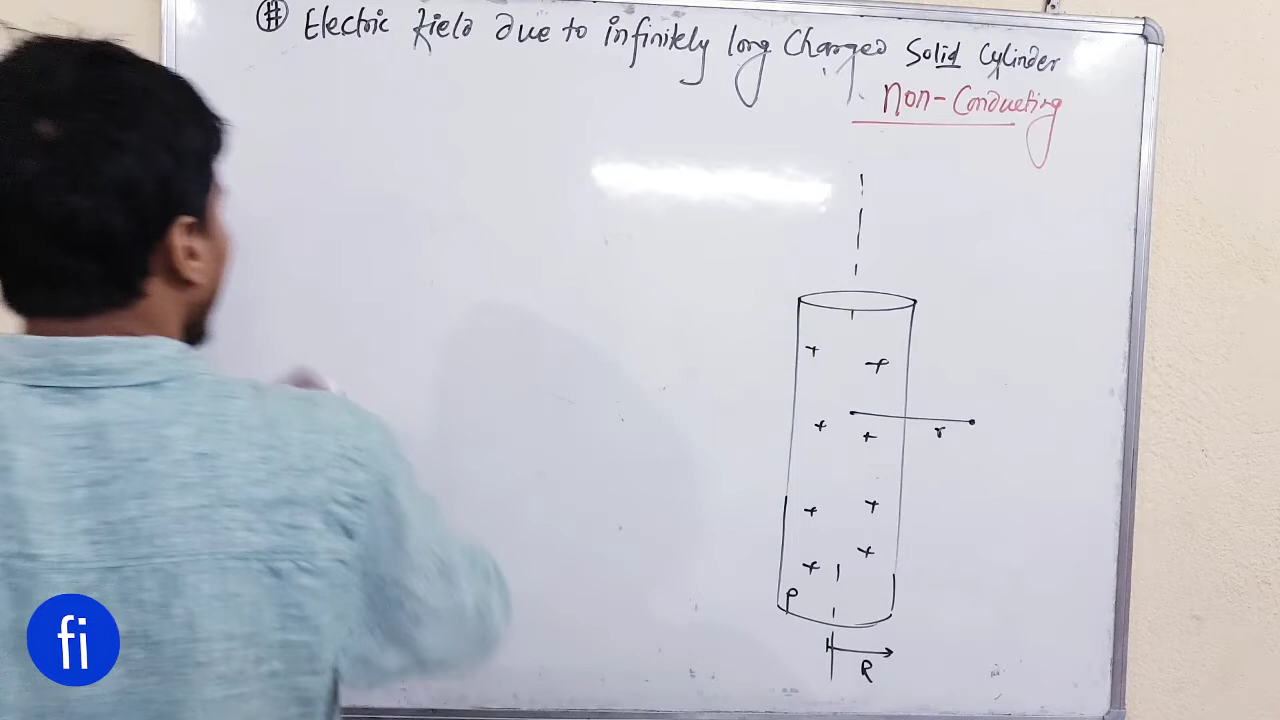 # Electric field due to infinitely long Charged Solid Cylinder
Non-Conducting
r
ρ
R
fi